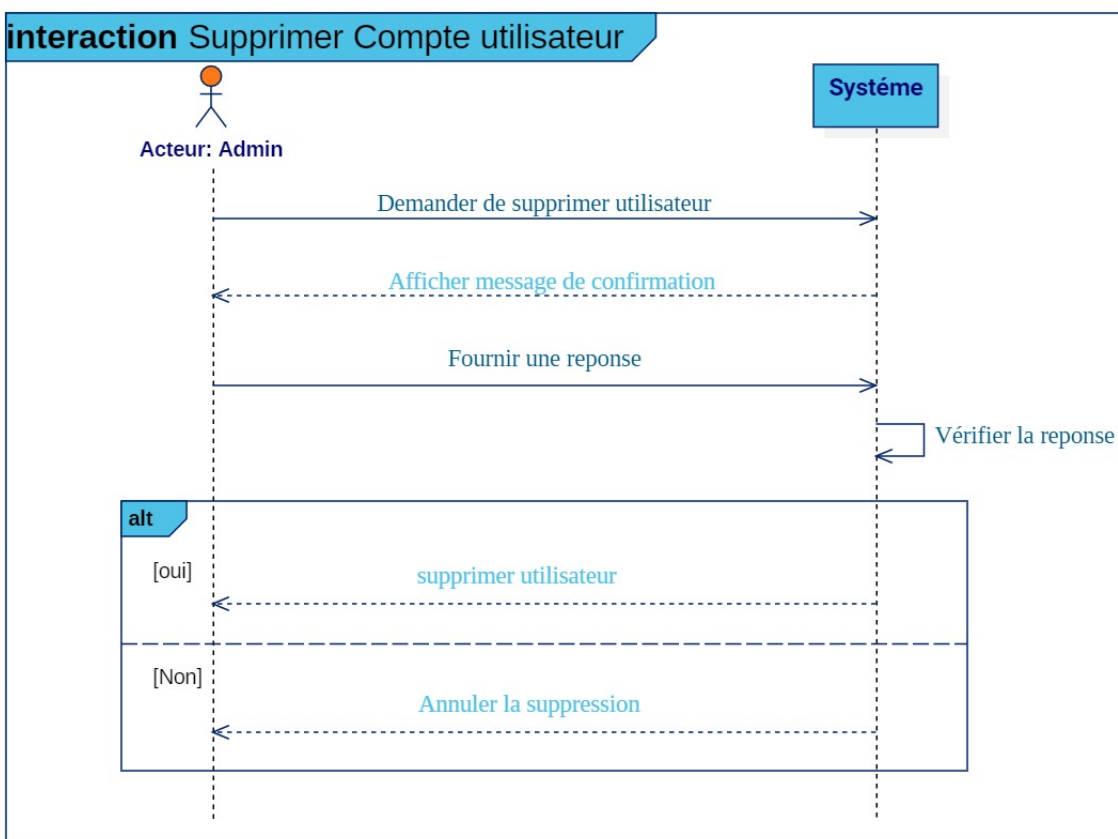 interaction Supprimer Compte utilisateur
Systéme
Acteur: Admin
Demander de supprimer utilisateur
Afficher message de confirmation
Fournir une reponse
Vérifier la reponse
alt
[oui]
supprimer utilisateur
[Non]
Annuler la suppression